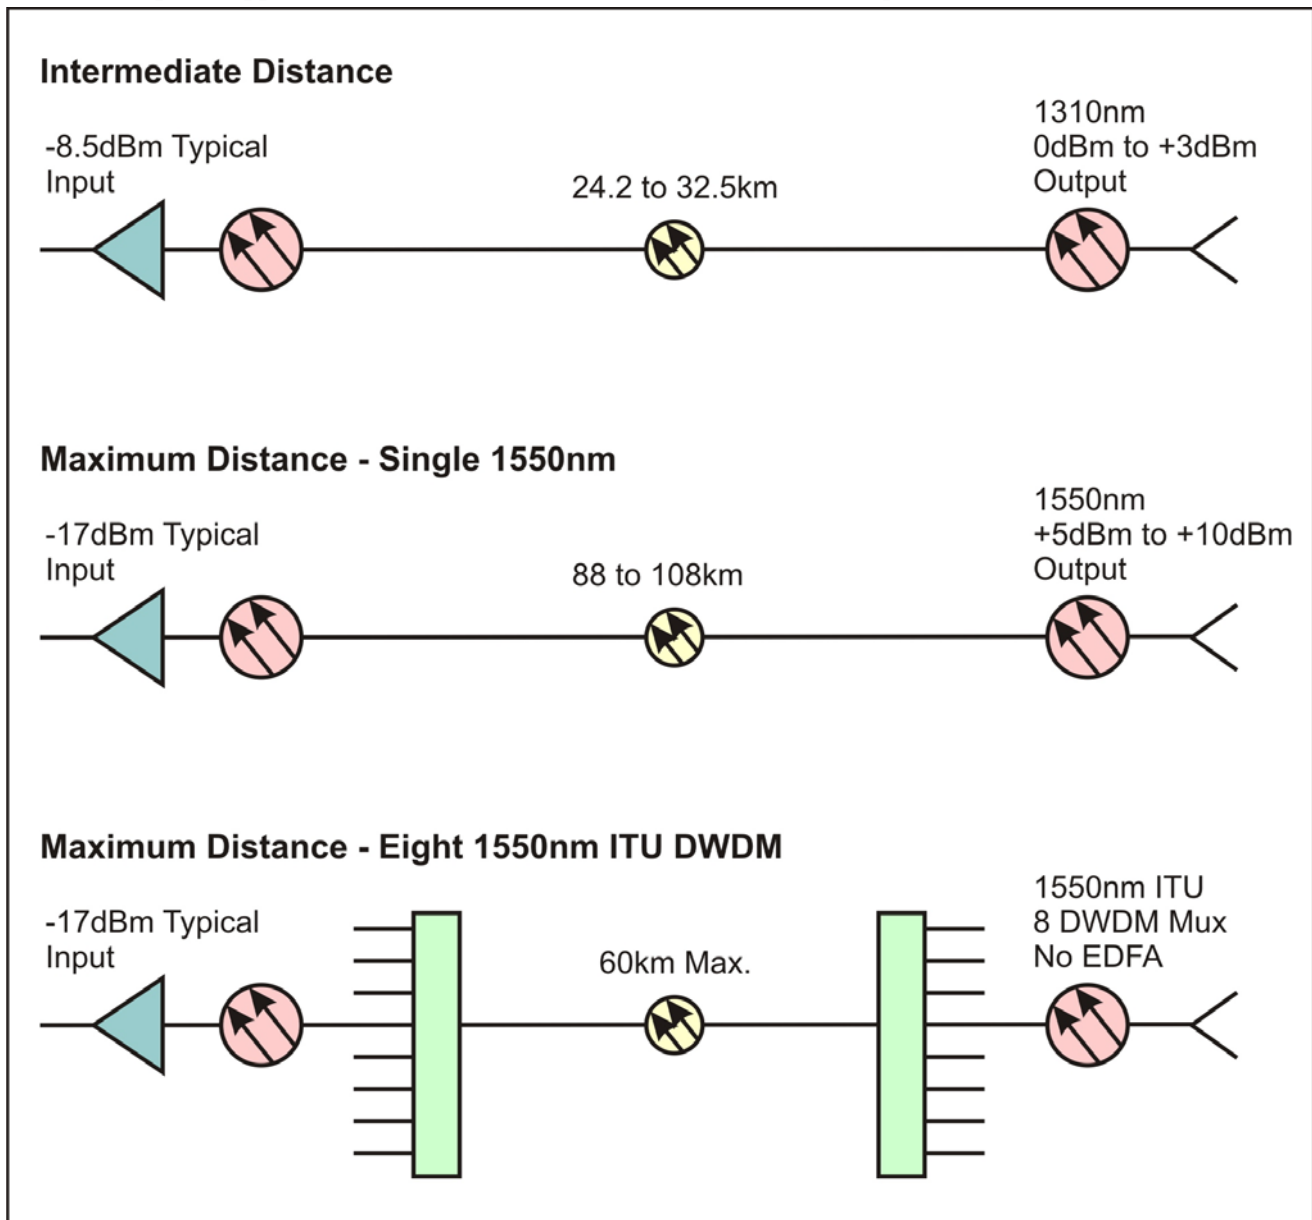 Intermediate Distance
1310nm
-8.5dBm Typical
0dBm to +3dBm
Input
24.2 to 32.5km
Output
Maximum Distance - Single 1550nm
1550nm
-17dBm Typical
+5dBm to +10dBm
Input
88 to 108km
Output
Maximum Distance - Eight 1550nm ITU DWDM
1550nm ITU
-17dBm Typical
8 DWDM Mux
Input
60km Max.
No EDFA